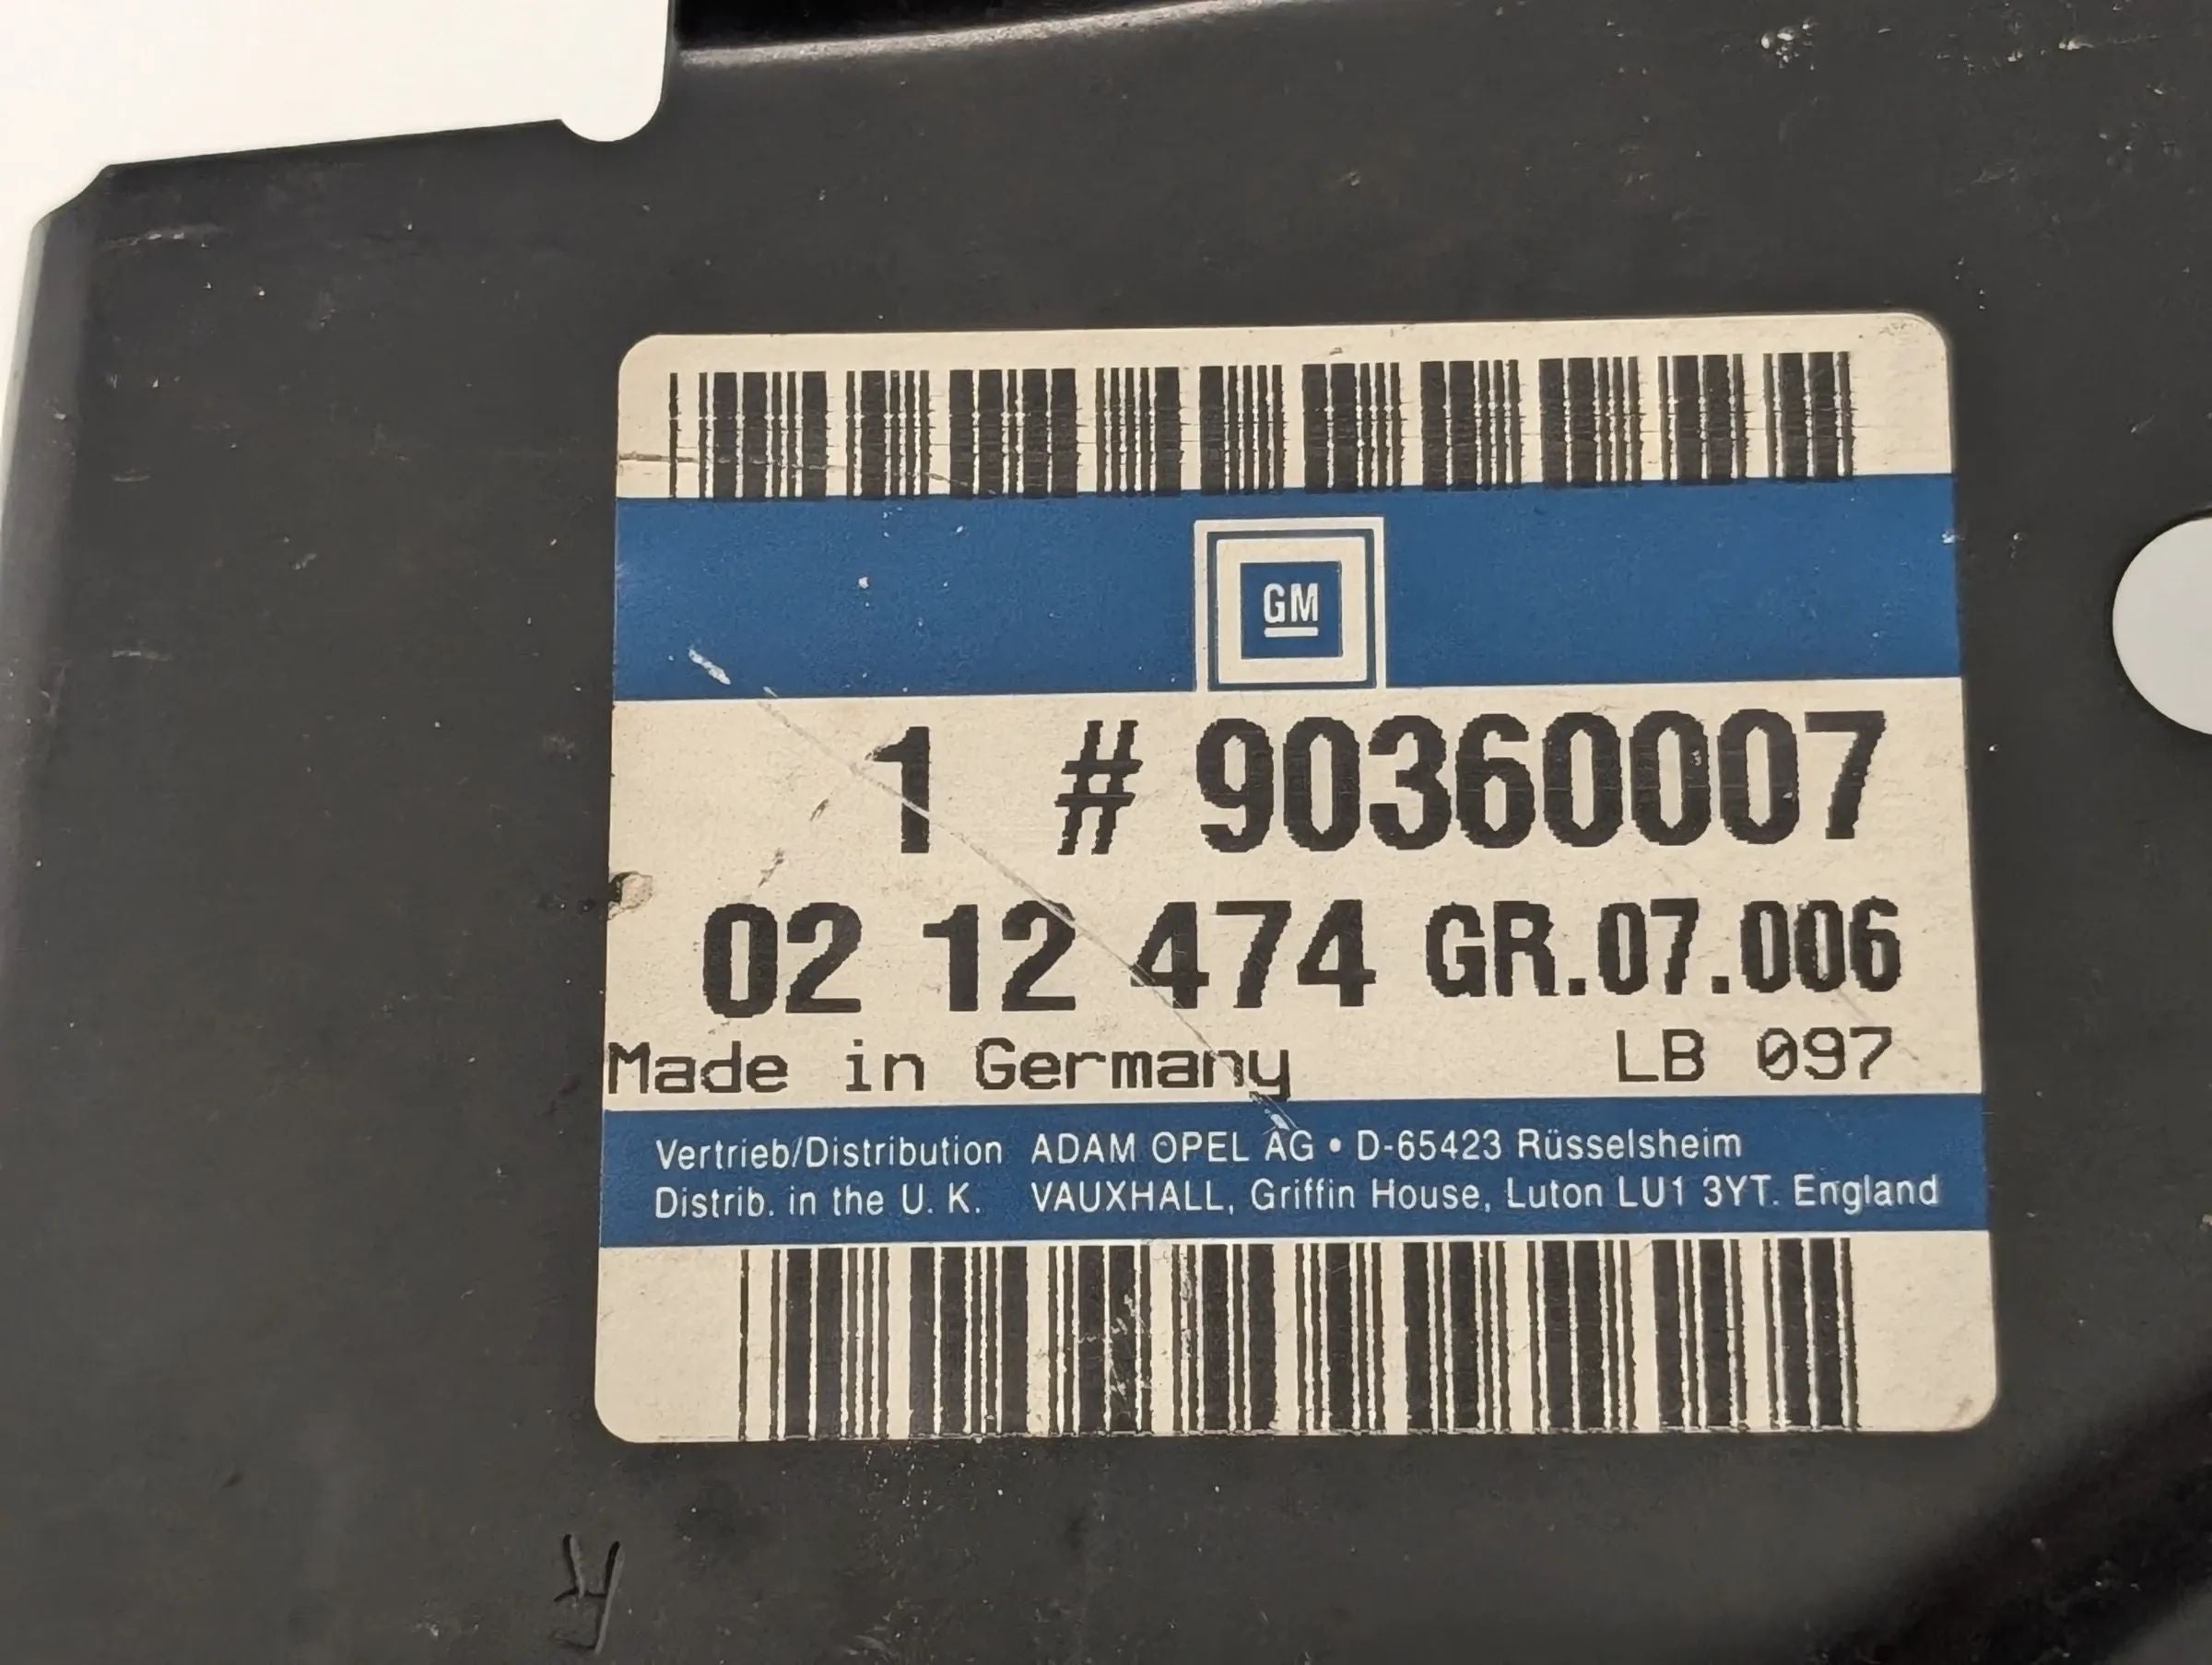 GM
1 # 90360007
02 12 474 GR.07.006
Made in Germany LB 097
Vertrieb/Distribution ADAM OPEL AG • D-65423 Rüsselsheim
Distrib. in the U. K. VAUXHALL, Griffin House, Luton LU1 3YT. England